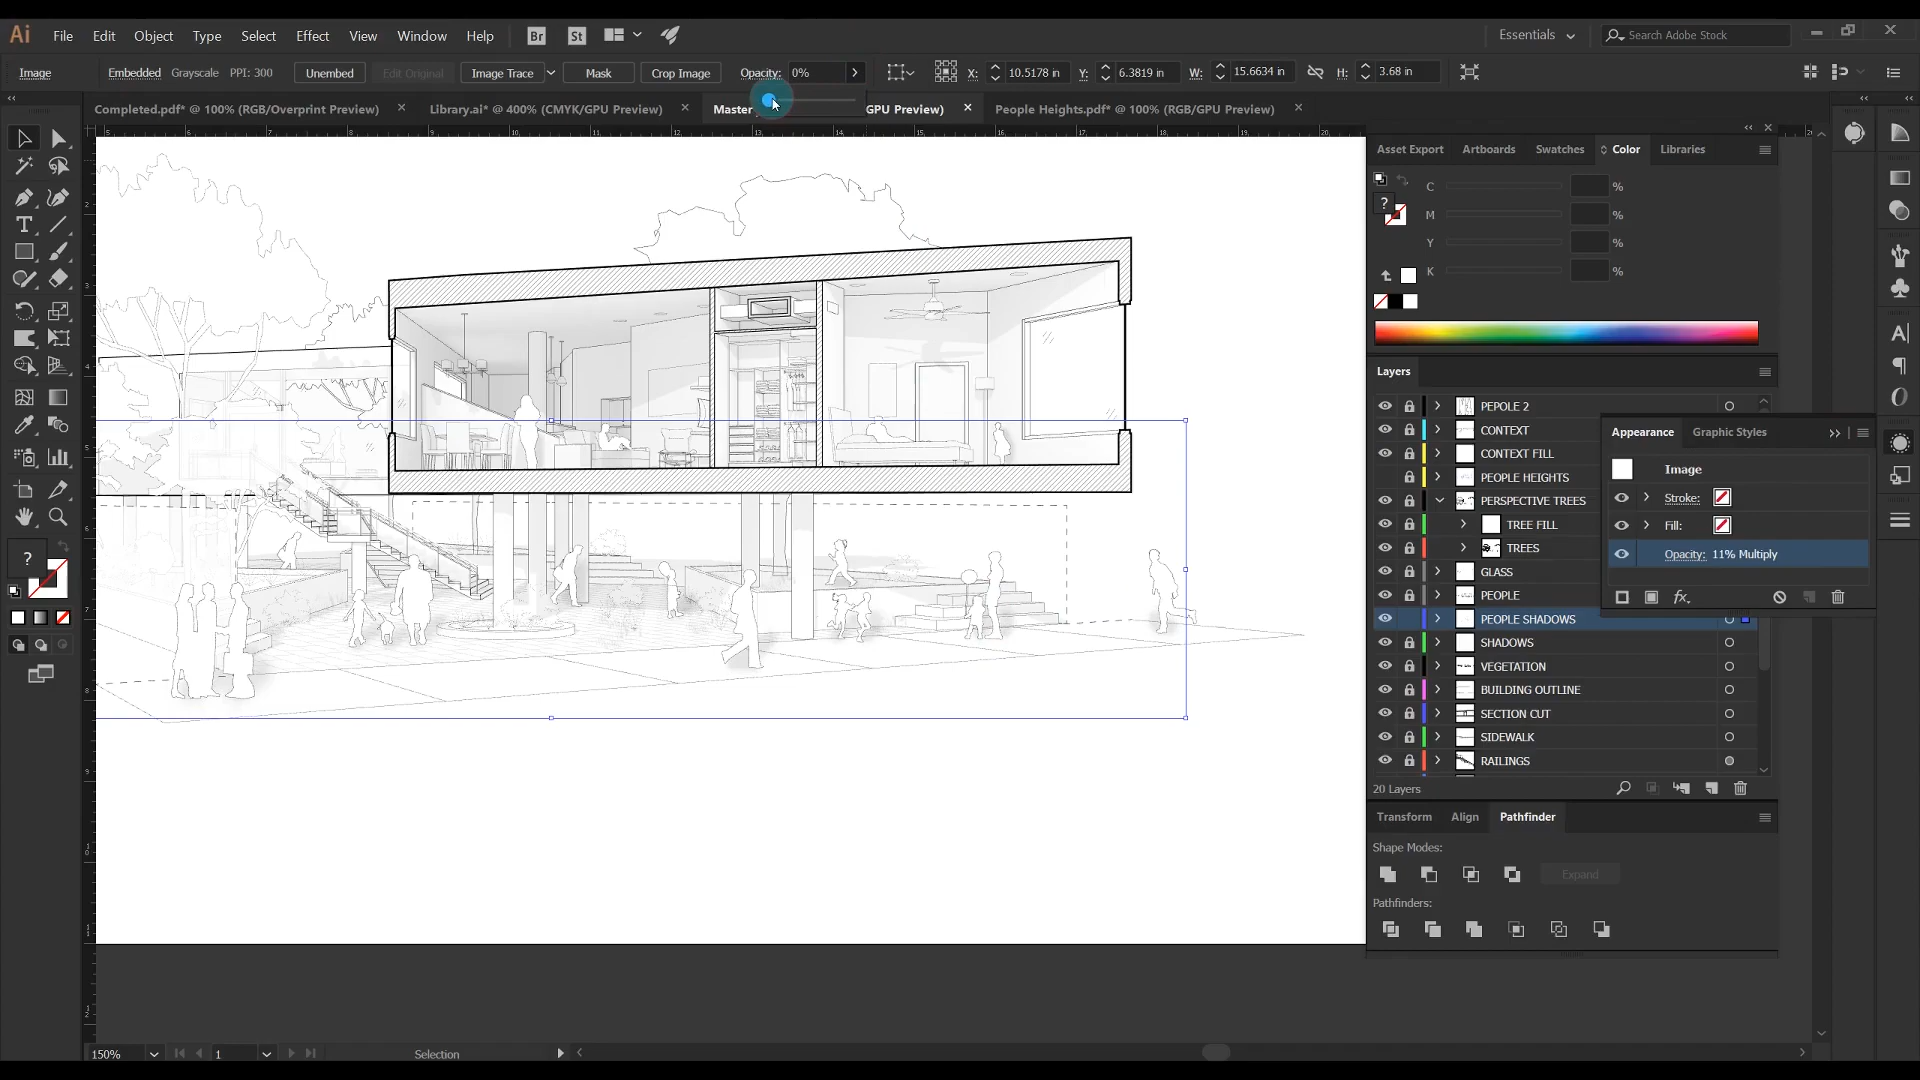 Ai File Edit Object Type Select Effect View Window Help Br St Essentials Search Adobe Stock
Image Embedded Grayscale PPI: 300 Unembed Edit Original Image Trace Mask Crop Image Opacity: 0% X: 10.5178 in Y: 6.3819 in W: 15.6634 in H: 3.68 in
Completed.pdf* @ 100% (RGB/Overprint Preview) Library.ai* @ 400% (CMYK/GPU Preview) Master GPU Preview) People Heights.pdf* @ 100% (RGB/GPU Preview)
Asset Export Artboards Swatches Color Libraries
C %
M %
Y %
K %
Layers
PEPOLE 2
CONTEXT
CONTEXT FILL
PEOPLE HEIGHTS
PERSPECTIVE TREES
TREE FILL
TREES
GLASS
PEOPLE
PEOPLE SHADOWS
SHADOWS
VEGETATION
BUILDING OUTLINE
SECTION CUT
SIDEWALK
RAILINGS
20 Layers
Appearance Graphic Styles
Image
Stroke:
Fill:
Opacity: 11% Multiply
fx
Transform Align Pathfinder
Shape Modes:
Expand
Pathfinders:
150% 1 Selection